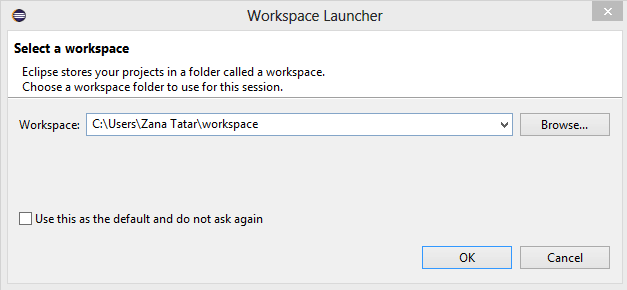 Workspace Launcher
Select a workspace
Eclipse stores your projects in a folder called a workspace.
Choose a workspace folder to use for this session.
Workspace: C:\Users\Zana Tatar\workspace Browse...
Use this as the default and do not ask again
OK Cancel